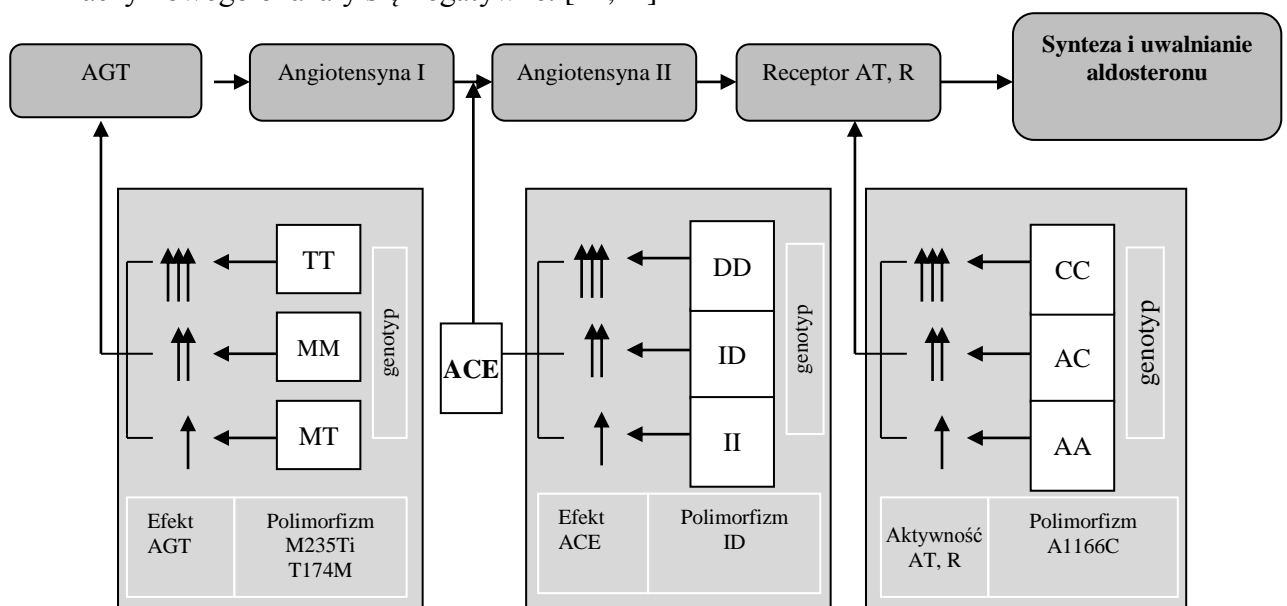 AGT
Angiotensyna I
Angiotensyna II
Receptor AT, R
Synteza i uwalnianie
aldosteronu
TT
MM
MT
genotyp
Efekt
AGT
Polimorfizm
M235Ti
T174M
ACE
DD
ID
II
genotyp
Efekt
ACE
Polimorfizm
ID
CC
AC
AA
genotyp
Aktywność
AT, R
Polimorfizm
A1166C